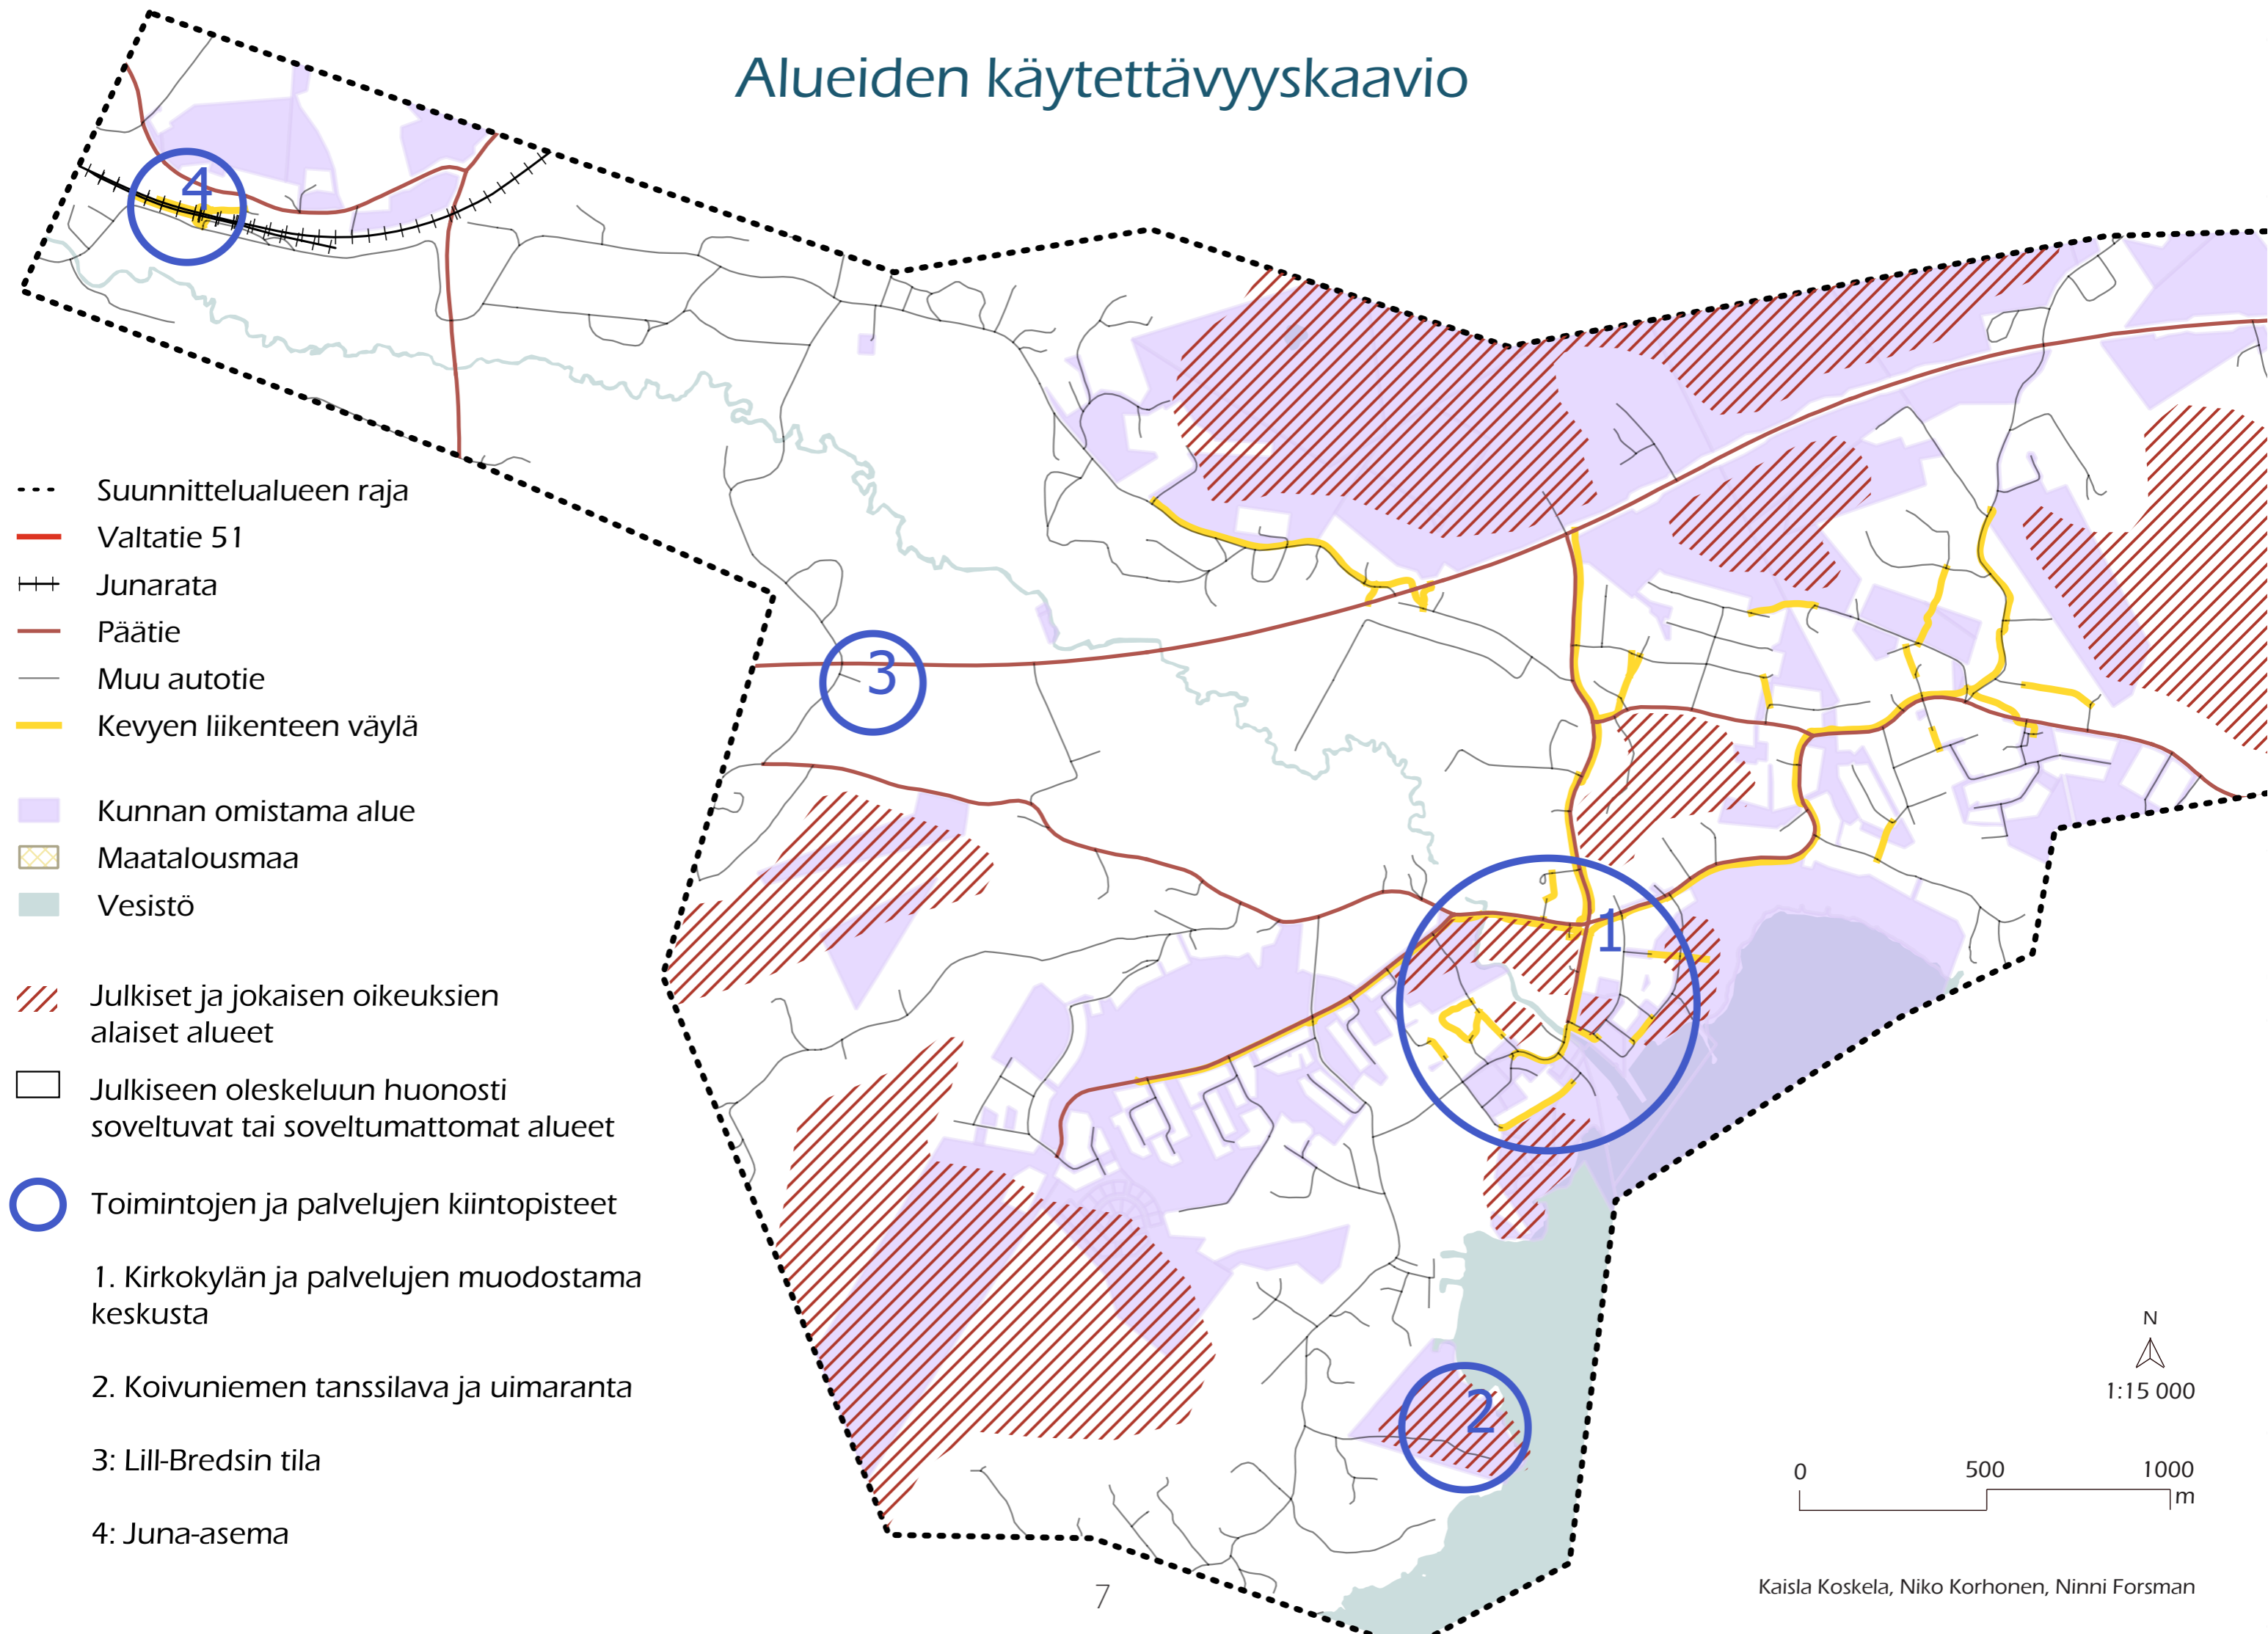 Alueiden käytettävyyskaavio
4
Suunnittelualueen raja
Valtatie 51
Junarata
Päätie
3
Muu autotie
Kevyen liikenteen väylä
Kunnan omistama alue
Maatalousmaa
Vesistö
1
Julkiset ja jokaisen oikeuksien
alaiset alueet
Julkiseen oleskeluun huonosti
soveltuvat tai soveltumattomat alueet
Toimintojen ja palvelujen kiintopisteet
1. Kirkokylän ja palvelujen muodostama
keskusta
2. Koivuniemen tanssilava ja uimaranta
3: Lill-Bredsin tila
4: Juna-asema
2
N
1:15 000
0 500 1000
m
Kaisla Koskela, Niko Korhonen, Ninni Forsman
7